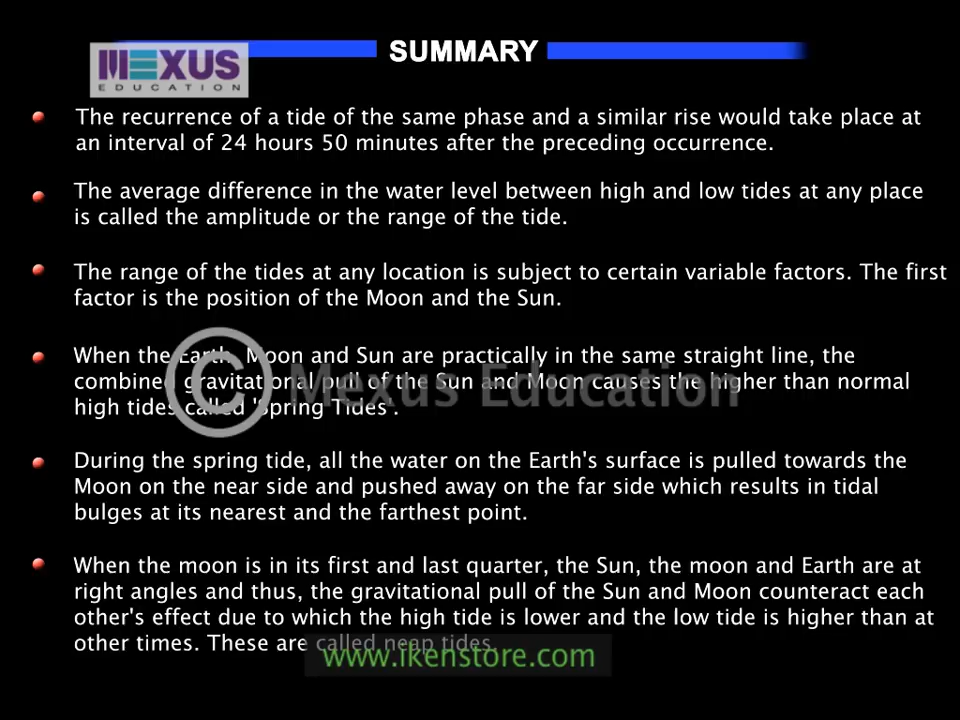 SUMMARY
MEXUS
EDUCATION
The recurrence of a tide of the same phase and a similar rise would take place at
an interval of 24 hours 50 minutes after the preceding occurrence.
The average difference in the water level between high and low tides at any place
is called the amplitude or the range of the tide.
The range of the tides at any location is subject to certain variable factors. The first
factor is the position of the Moon and the Sun.
When the Earth, Moon and Sun are practically in the same straight line, the
combined gravitational pull of the Sun and Moon causes the higher than normal
high tides called 'Spring Tides'.
© Mexus Education
During the spring tide, all the water on the Earth's surface is pulled towards the
Moon on the near side and pushed away on the far side which results in tidal
bulges at its nearest and the farthest point.
When the moon is in its first and last quarter, the Sun, the moon and Earth are at
right angles and thus, the gravitational pull of the Sun and Moon counteract each
other's effect due to which the high tide is lower and the low tide is higher than at
other times. These are called neap tides.
www.ikenstore.com